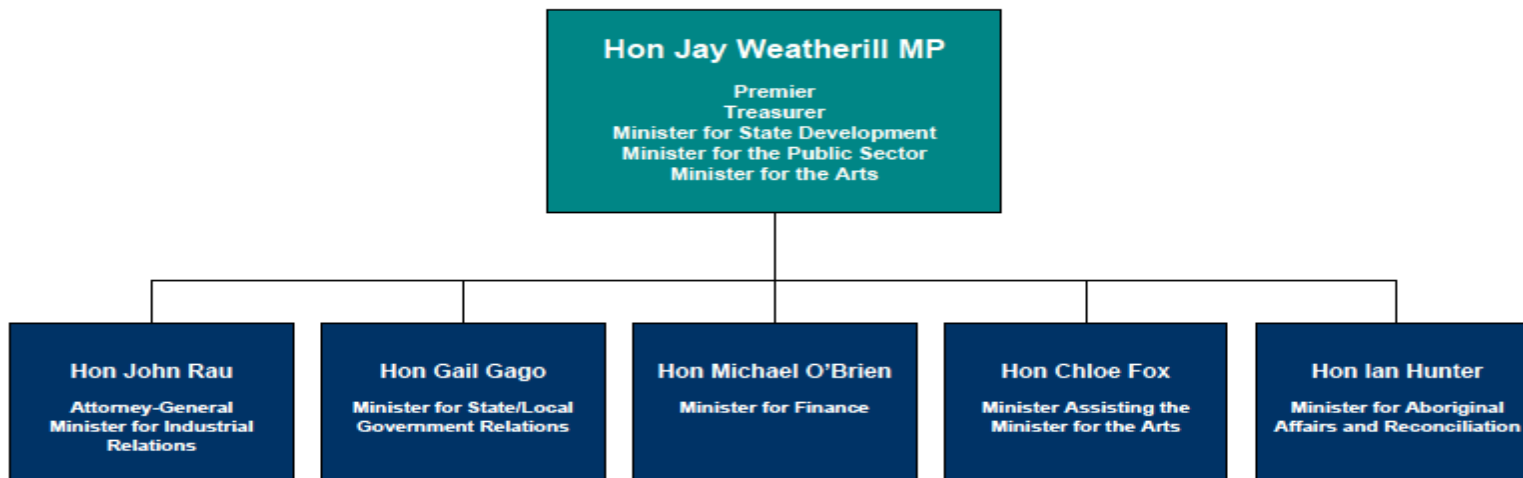 Hon Jay Weatherill MP
Premier
Treasurer
Minister for State Development
Minister for the Public Sector
Minister for the Arts
Hon John Rau
Attorney-General
Minister for Industrial
Relations
Hon Gail Gago
Minister for State/Local
Government Relations
Hon Michael O’Brien
Minister for Finance
Hon Chloe Fox
Minister Assisting the
Minister for the Arts
Hon Ian Hunter
Minister for Aboriginal
Affairs and Reconciliation